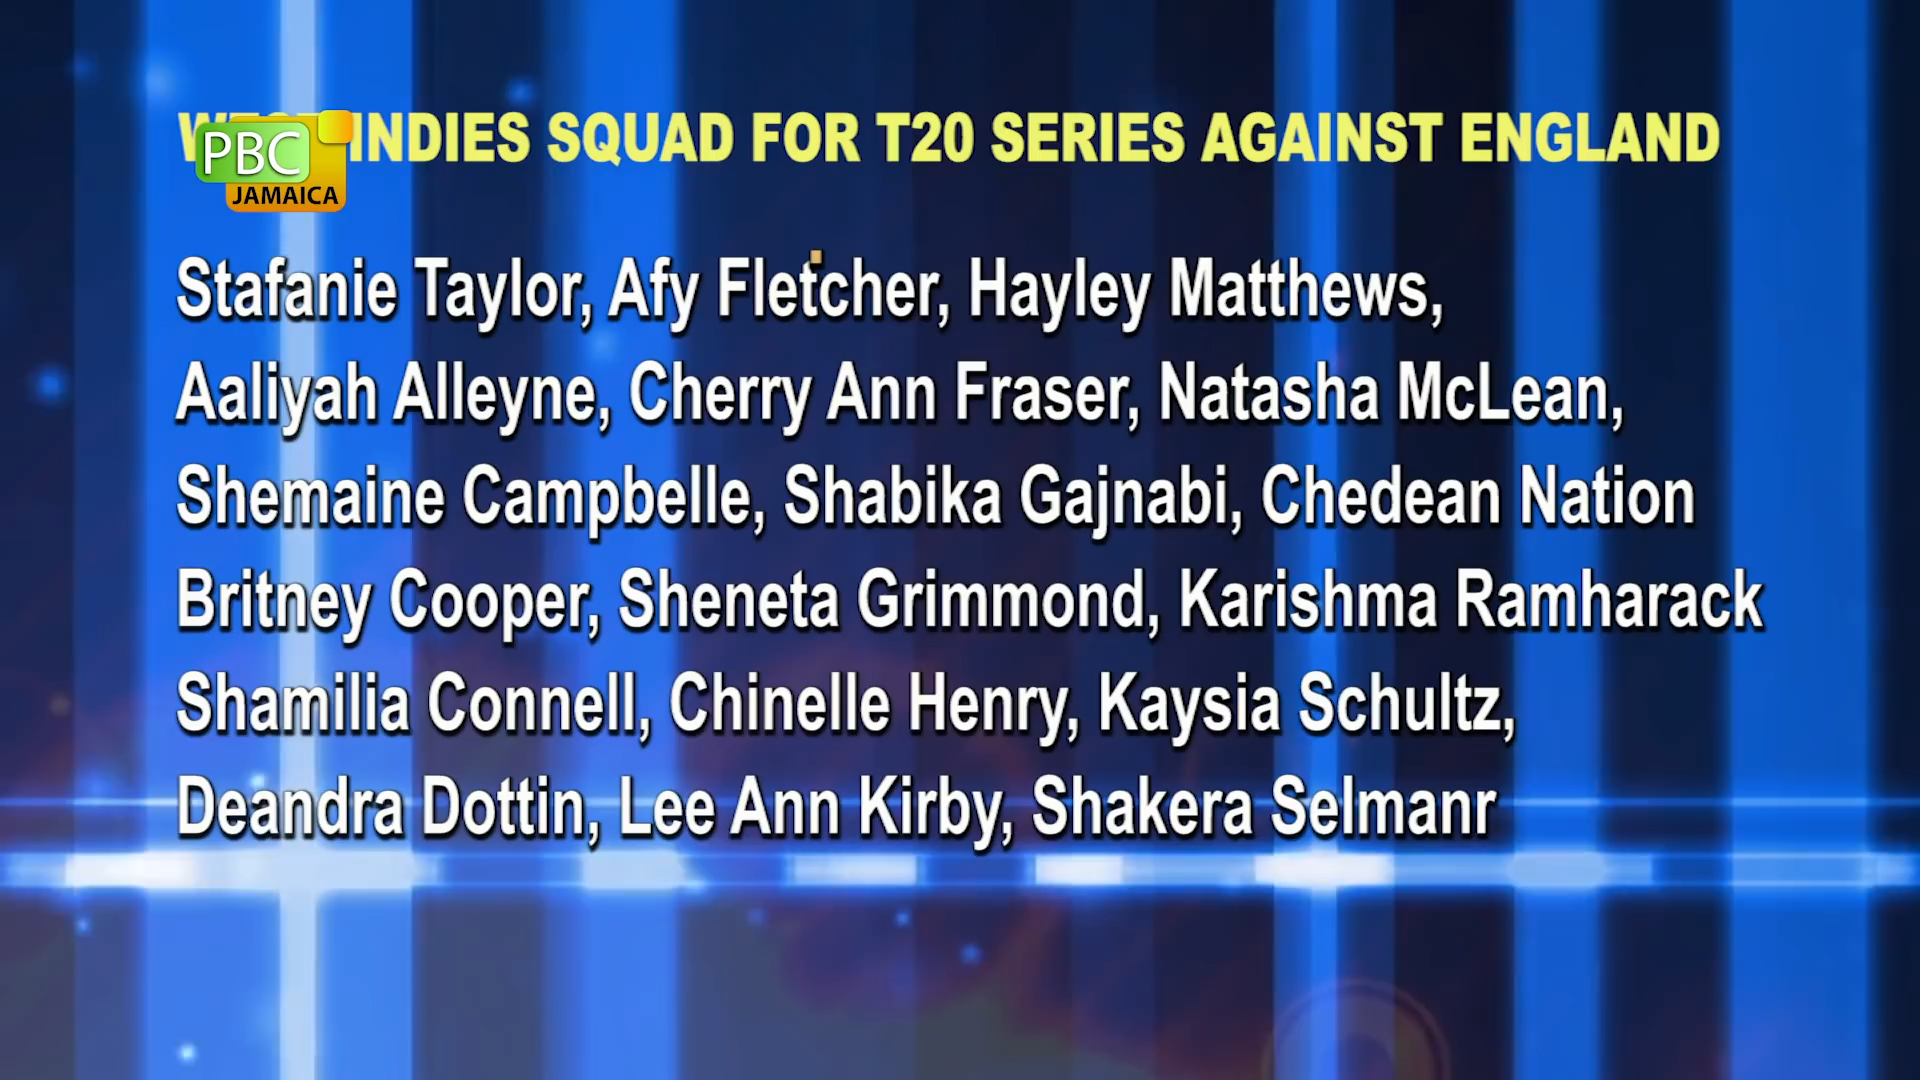 W INDIES SQUAD FOR T20 SERIES AGAINST ENGLAND
PBC
JAMAICA
Stafanie Taylor, Afy Fletcher, Hayley Matthews,
Aaliyah Alleyne, Cherry Ann Fraser, Natasha McLean,
Shemaine Campbelle, Shabika Gajnabi, Chedean Nation
Britney Cooper, Sheneta Grimmond, Karishma Ramharack
Shamilia Connell, Chinelle Henry, Kaysia Schultz,
Deandra Dottin, Lee Ann Kirby, Shakera Selmanr